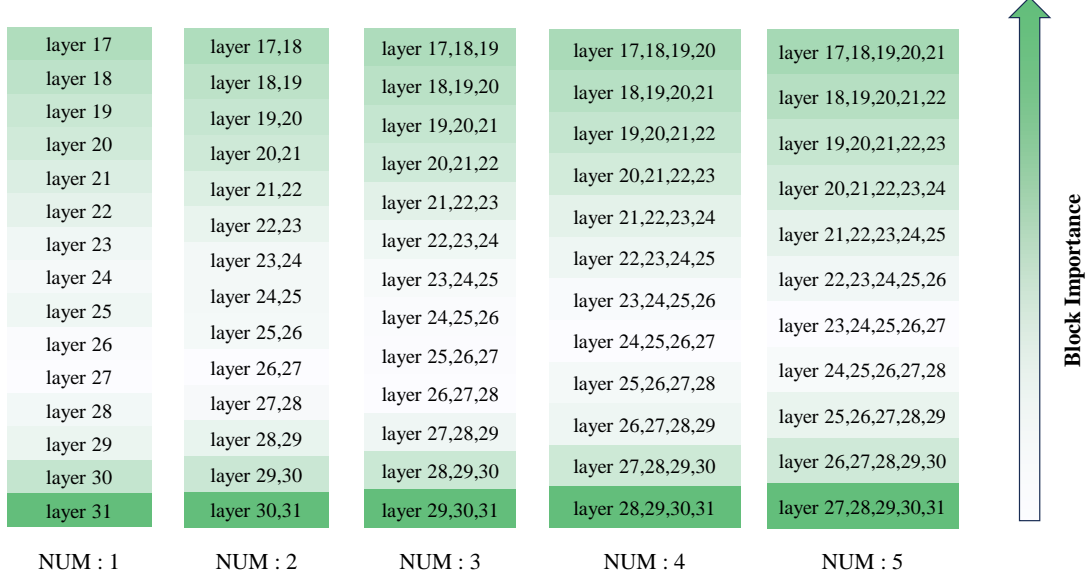 layer 17
layer 18
layer 19
layer 20
layer 21
layer 22
layer 23
layer 24
layer 25
layer 26
layer 27
layer 28
layer 29
layer 30
layer 31
NUM : 1
layer 17,18
layer 18,19
layer 19,20
layer 20,21
layer 21,22
layer 22,23
layer 23,24
layer 24,25
layer 25,26
layer 26,27
layer 27,28
layer 28,29
layer 29,30
layer 30,31
NUM : 2
layer 17,18,19
layer 18,19,20
layer 19,20,21
layer 20,21,22
layer 21,22,23
layer 22,23,24
layer 23,24,25
layer 24,25,26
layer 25,26,27
layer 26,27,28
layer 27,28,29
layer 28,29,30
layer 29,30,31
NUM : 3
layer 17,18,19,20
layer 18,19,20,21
layer 19,20,21,22
layer 20,21,22,23
layer 21,22,23,24
layer 22,23,24,25
layer 23,24,25,26
layer 24,25,26,27
layer 25,26,27,28
layer 26,27,28,29
layer 27,28,29,30
layer 28,29,30,31
NUM : 4
layer 17,18,19,20,21
layer 18,19,20,21,22
layer 19,20,21,22,23
layer 20,21,22,23,24
layer 21,22,23,24,25
layer 22,23,24,25,26
layer 23,24,25,26,27
layer 24,25,26,27,28
layer 25,26,27,28,29
layer 26,27,28,29,30
layer 27,28,29,30,31
NUM : 5
Block Importance